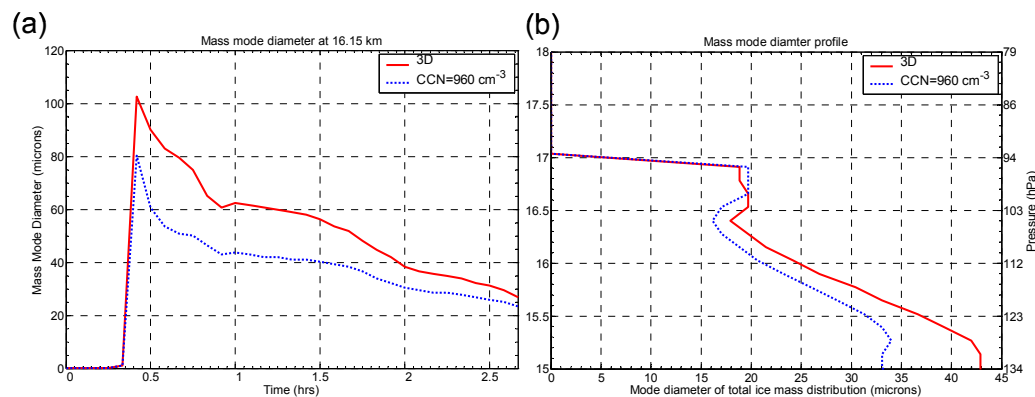 (a)
Mass mode diameter at 16.15 km
3D
CCN=960 cm-3
120
100
80
60
40
20
0
Mass Mode Diameter (microns)
0 0.5 1 1.5 2 2.5
Time (hrs)
(b)
Mass mode diamter profile
3D
CCN=960 cm-3
18
17.5
17
16.5
16
15.5
15
79
86
94
103
112
123
134
Pressure (hPa)
0 5 10 15 20 25 30 35 40 45
Mode diameter of total ice mass distribution (microns)